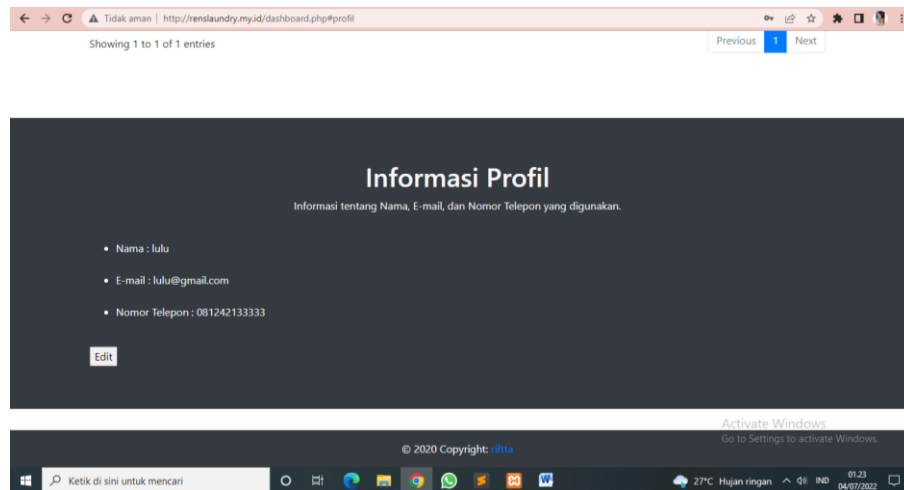 Tidak aman | http://renslaundry.my.id/dashboard.php#profil
Showing 1 to 1 of 1 entries
Previous 1 Next
Informasi Profil
Informasi tentang Nama, E-mail, dan Nomor Telepon yang digunakan.
Nama : lulu
E-mail : lulu@gmail.com
Nomor Telepon : 081242133333
Edit
Activate Windows
Go to Settings to activate Windows.
© 2020 Copyright: riftta
Ketik di sini untuk mencari
27°C Hujan ringan
IND
01.23
04/07/2022